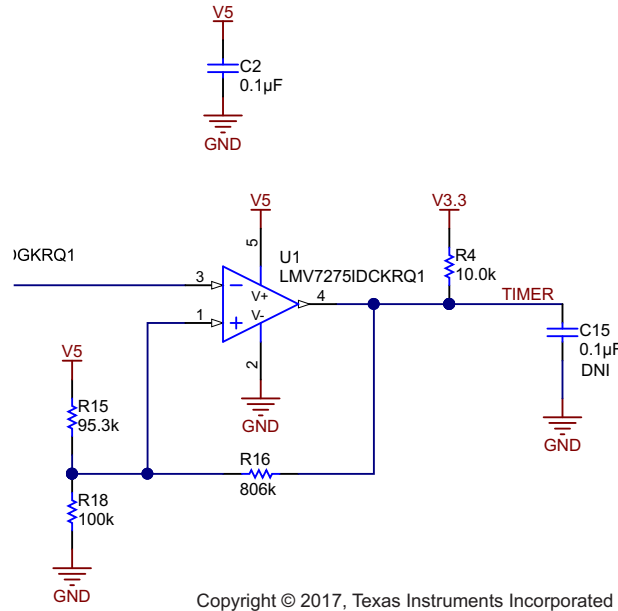 V5
C2
0.1µF
GND
V5
V3.3
)GKRQ1
U1
LMV7275IDCKRQ1
5
R4
10.0k
3
V+
4
TIMER
1
V-
C15
0.1µF
DNI
2
V5
GND
GND
R15
95.3k
R16
806k
R18
100k
GND
Copyright © 2017, Texas Instruments Incorporated